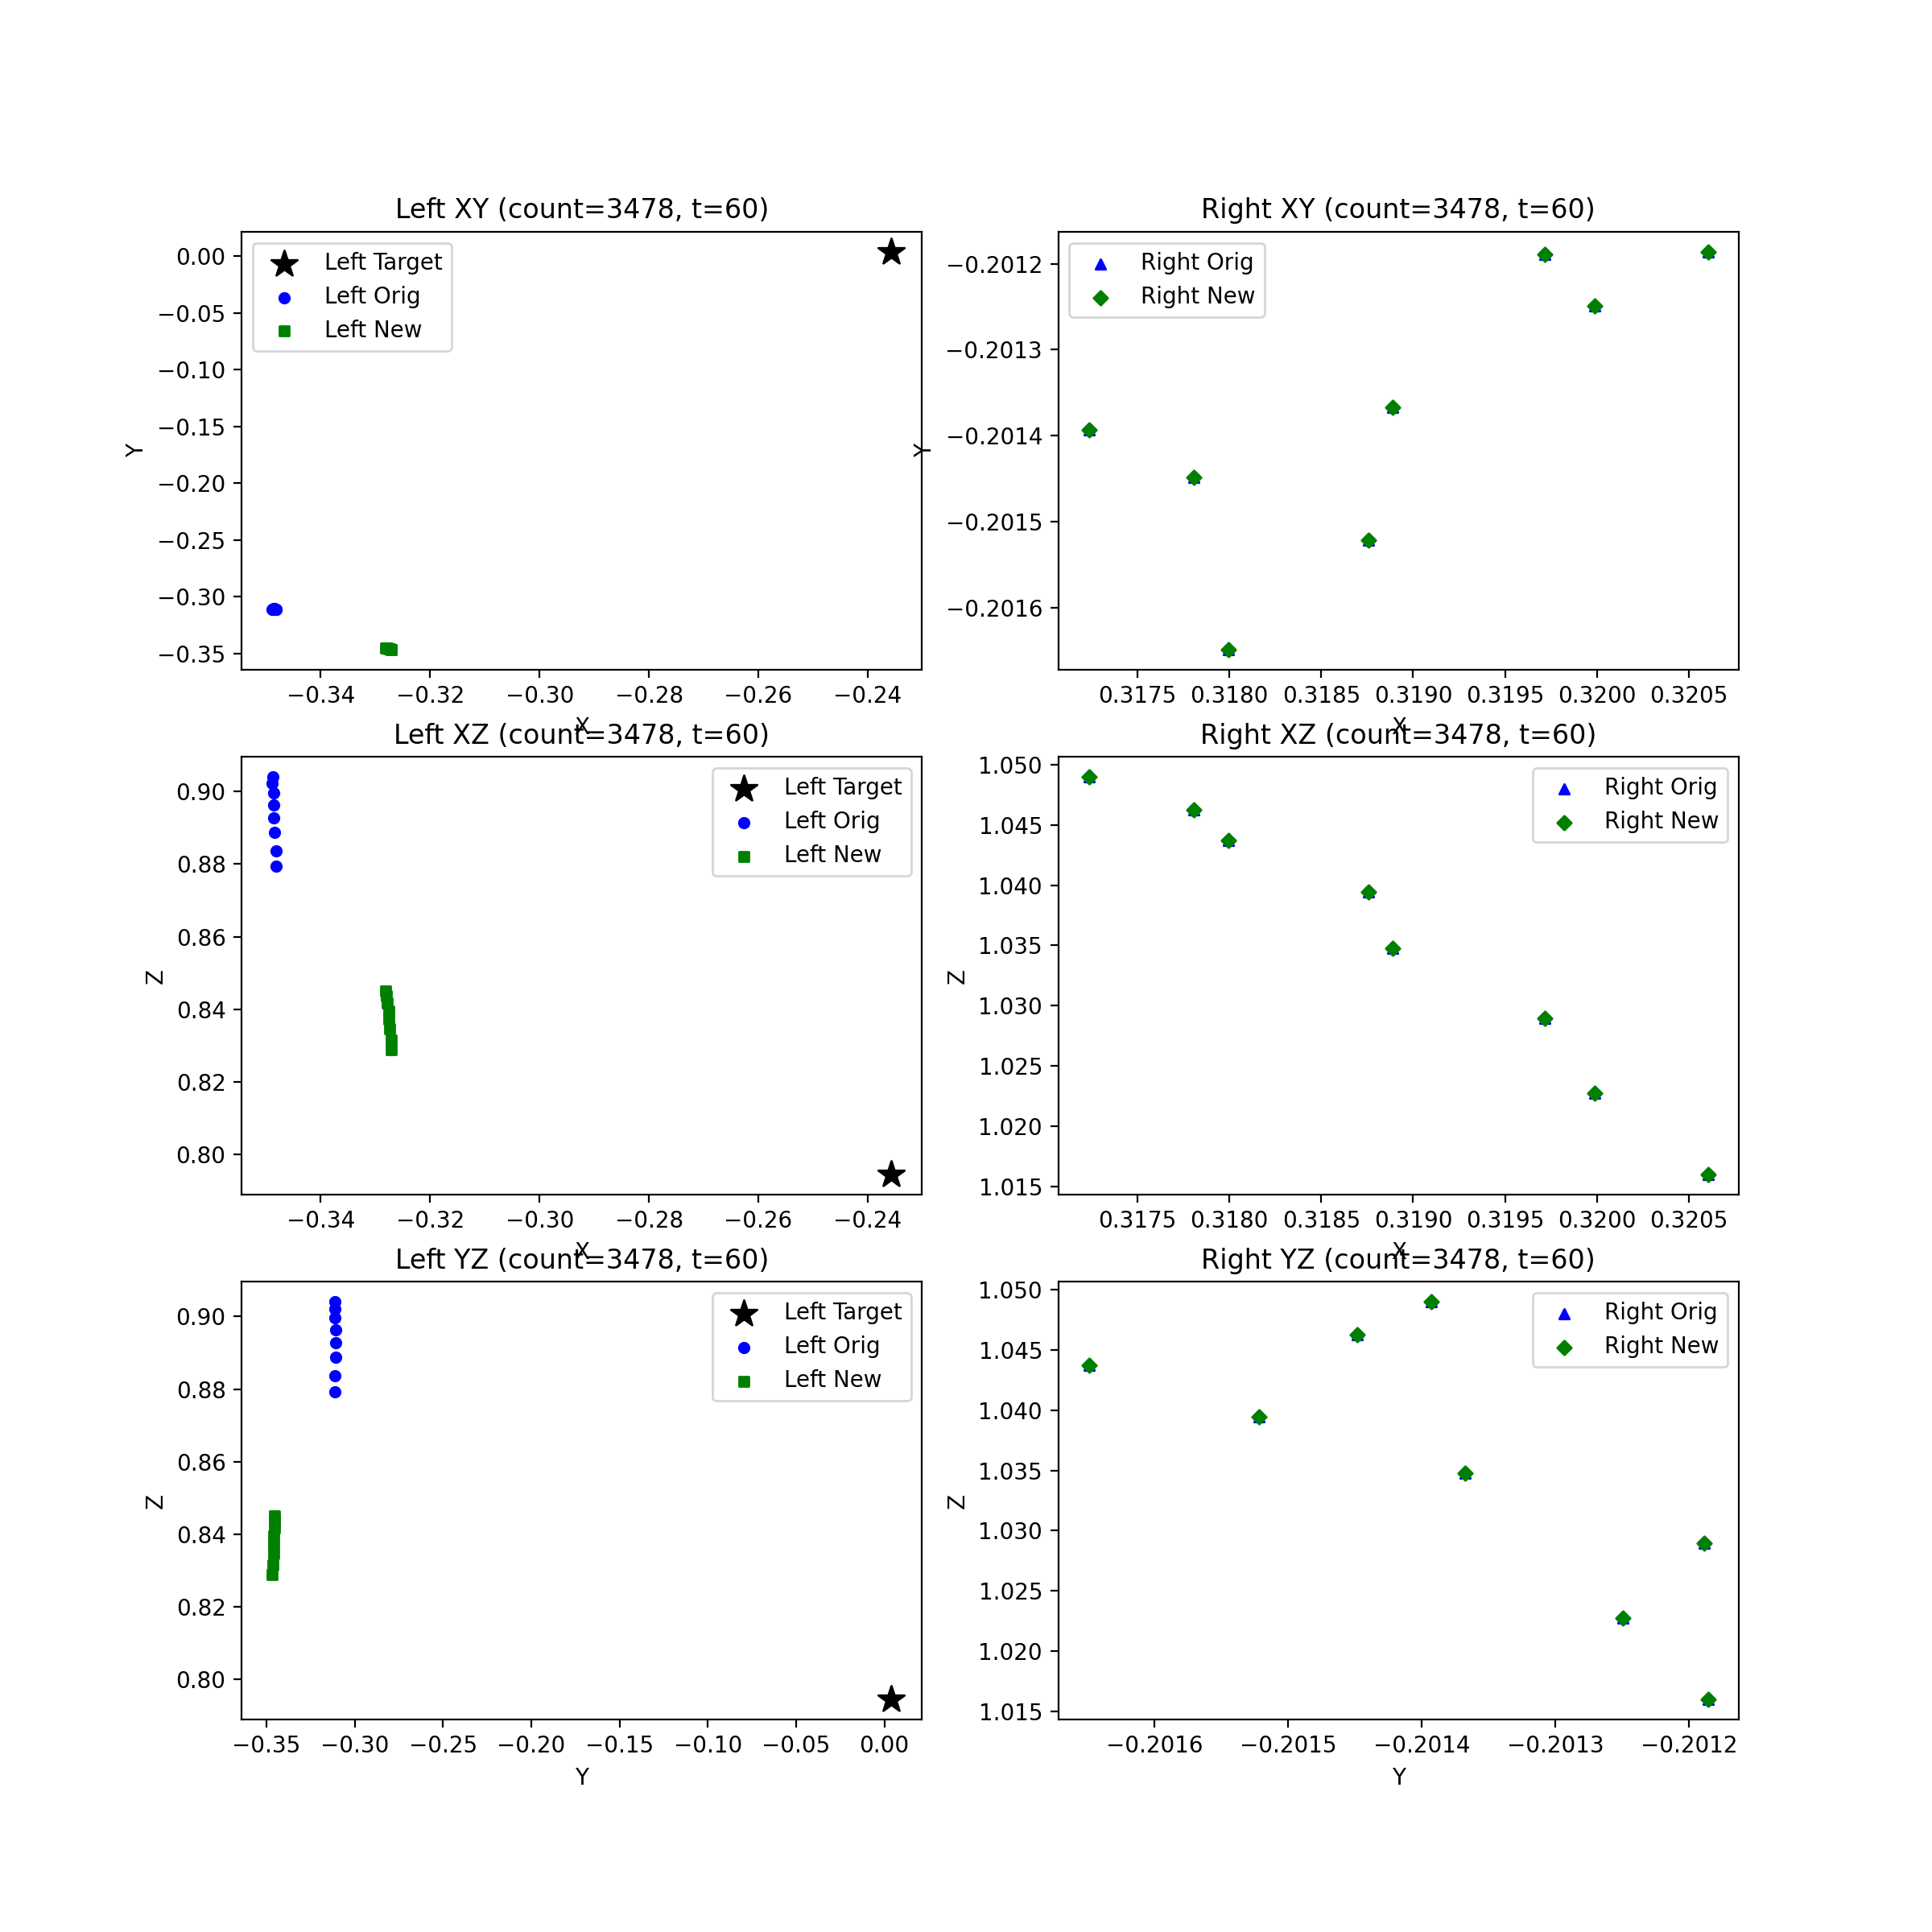 Left XY (count=3478, t=60)
Left Target
Left Orig
Left New
0.00
−0.05
−0.10
−0.15
−0.20
−0.25
−0.30
−0.35
Y
−0.34
−0.32
−0.30
−0.28
−0.26
−0.24
X
Right XY (count=3478, t=60)
Right Orig
Right New
−0.2012
−0.2013
−0.2014
−0.2015
−0.2016
Y
0.3175
0.3180
0.3185
0.3190
0.3195
0.3200
0.3205
X
Left XZ (count=3478, t=60)
Left Target
Left Orig
Left New
0.90
0.88
0.86
0.84
0.82
0.80
Z
−0.34
−0.32
−0.30
−0.28
−0.26
−0.24
X
Right XZ (count=3478, t=60)
Right Orig
Right New
1.050
1.045
1.040
1.035
1.030
1.025
1.020
1.015
Z
0.3175
0.3180
0.3185
0.3190
0.3195
0.3200
0.3205
X
Left YZ (count=3478, t=60)
Left Target
Left Orig
Left New
0.90
0.88
0.86
0.84
0.82
0.80
Z
−0.35
−0.30
−0.25
−0.20
−0.15
−0.10
−0.05
0.00
Y
Right YZ (count=3478, t=60)
Right Orig
Right New
1.050
1.045
1.040
1.035
1.030
1.025
1.020
1.015
Z
−0.2016
−0.2015
−0.2014
−0.2013
−0.2012
Y